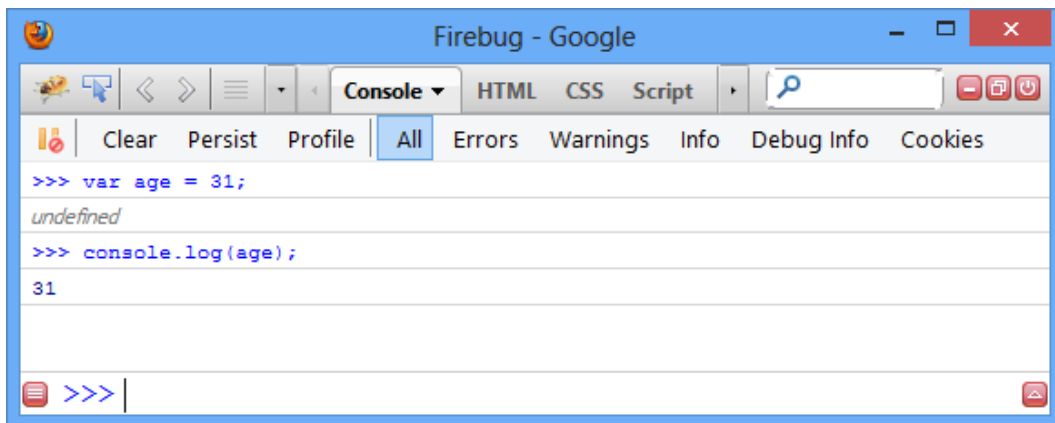 Firebug - Google
Console HTML CSS Script
Clear Persist Profile All Errors Warnings Info Debug Info Cookies
>>> var age = 31;
undefined
>>> console.log(age);
31
>>>